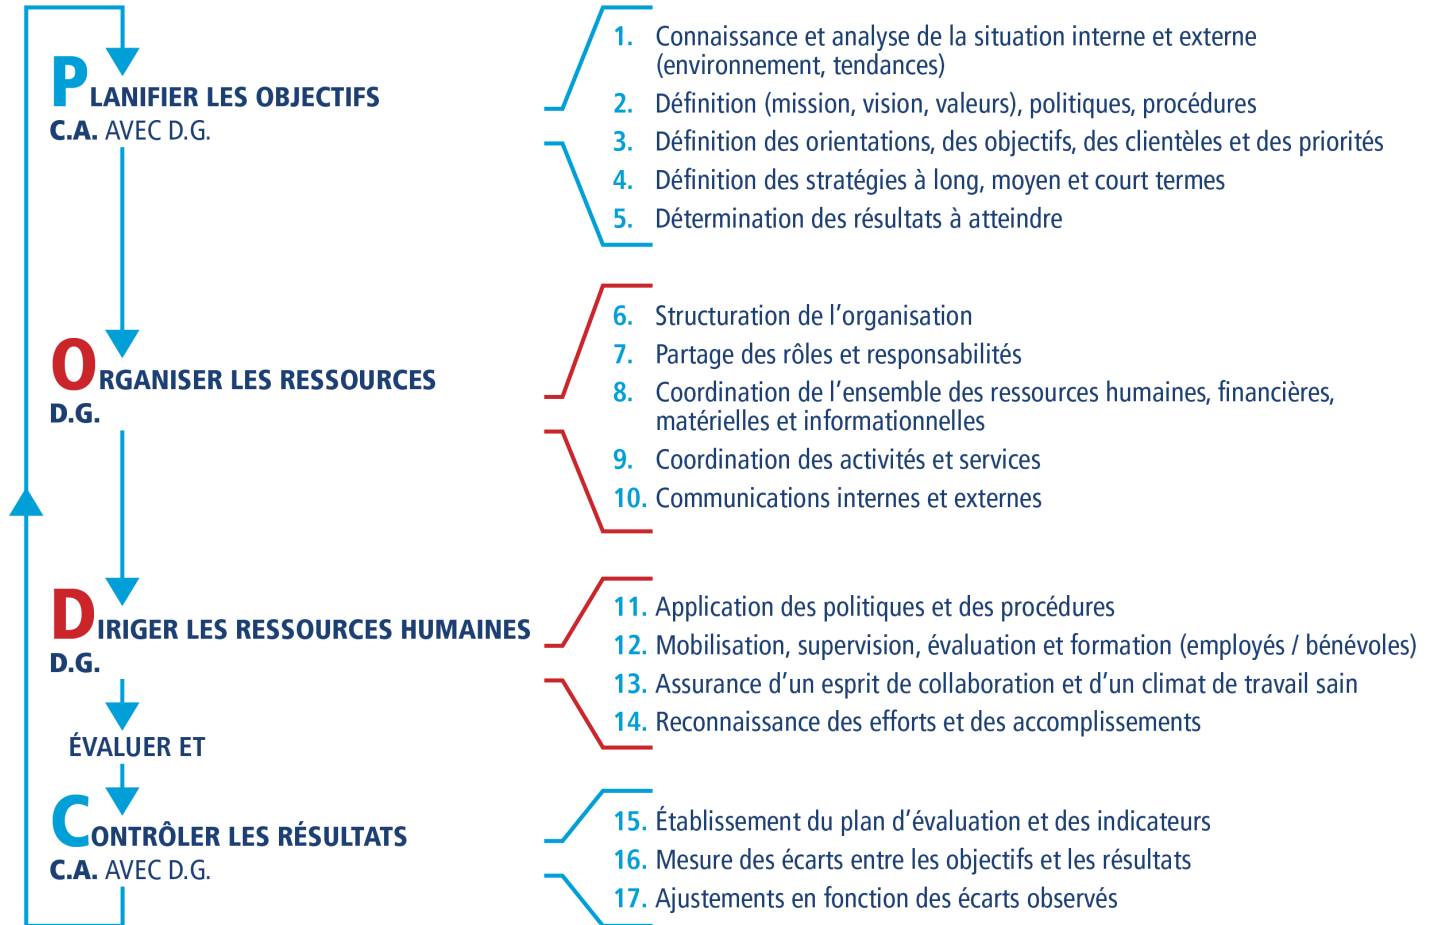 PLANIFIER LES OBJECTIFS
C.A. AVEC D.G.
1. Connaissance et analyse de la situation interne et externe
(environnement, tendances)
2. Définition (mission, vision, valeurs), politiques, procédures
3. Définition des orientations, des objectifs, des clientèles et des priorités
4. Définition des stratégies à long, moyen et court termes
5. Détermination des résultats à atteindre
ORGANISER LES RESSOURCES
D.G.
6. Structuration de l’organisation
7. Partage des rôles et responsabilités
8. Coordination de l’ensemble des ressources humaines, financières,
matérielles et informationnelles
9. Coordination des activités et services
10. Communications internes et externes
DIRIGER LES RESSOURCES HUMAINES
D.G.
11. Application des politiques et des procédures
12. Mobilisation, supervision, évaluation et formation (employés / bénévoles)
13. Assurance d’un esprit de collaboration et d’un climat de travail sain
14. Reconnaissance des efforts et des accomplissements
ÉVALUER ET
CONTRÔLER LES RÉSULTATS
C.A. AVEC D.G.
15. Établissement du plan d’évaluation et des indicateurs
16. Mesure des écarts entre les objectifs et les résultats
17. Ajustements en fonction des écarts observés